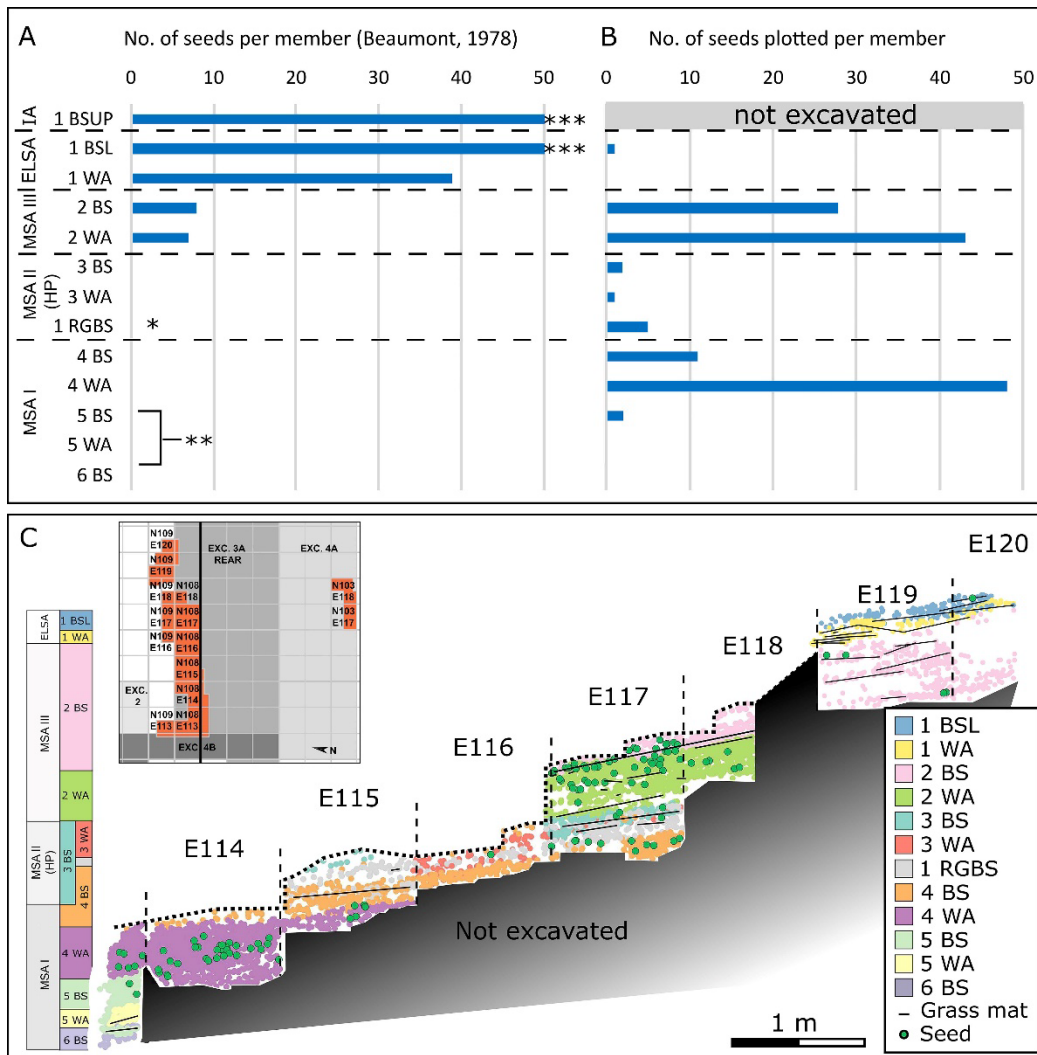 A
No. of seeds per member (Beaumont, 1978)
0 10 20 30 40 50
IA
1 BSUP
***
ELSA
1 BSL
***
1 WA
MSA III
2 BS
2 WA
MSA II
(HP)
3 BS
3 WA
1 RGBS
*
MSA I
4 BS
4 WA
5 BS
5 WA
6 BS
**
B
No. of seeds plotted per member
0 10 20 30 40 50
not excavated
C
N109
E120
N109
E119
N109 N108
E118 E118
N109 N108
E117 E117
N109 N108
E116 E116
N108
E115
N108
E114
N109 N108
E113 E113
EXC. 3A
REAR
EXC. 4A
N103
E118
N103
E117
EXC.
2
EXC. 4B
N
E114
E115
E116
E117
E118
E119
E120
ELSA
1 BSL
1 WA
MSA III
2 BS
2 WA
MSA II
(HP)
3 BS
3 WA
4 BS
MSA I
4 WA
5 BS
5 WA
6 BS
Not excavated
1 m
1 BSL
1 WA
2 BS
2 WA
3 BS
3 WA
1 RGBS
4 BS
4 WA
5 BS
5 WA
6 BS
Grass mat
Seed